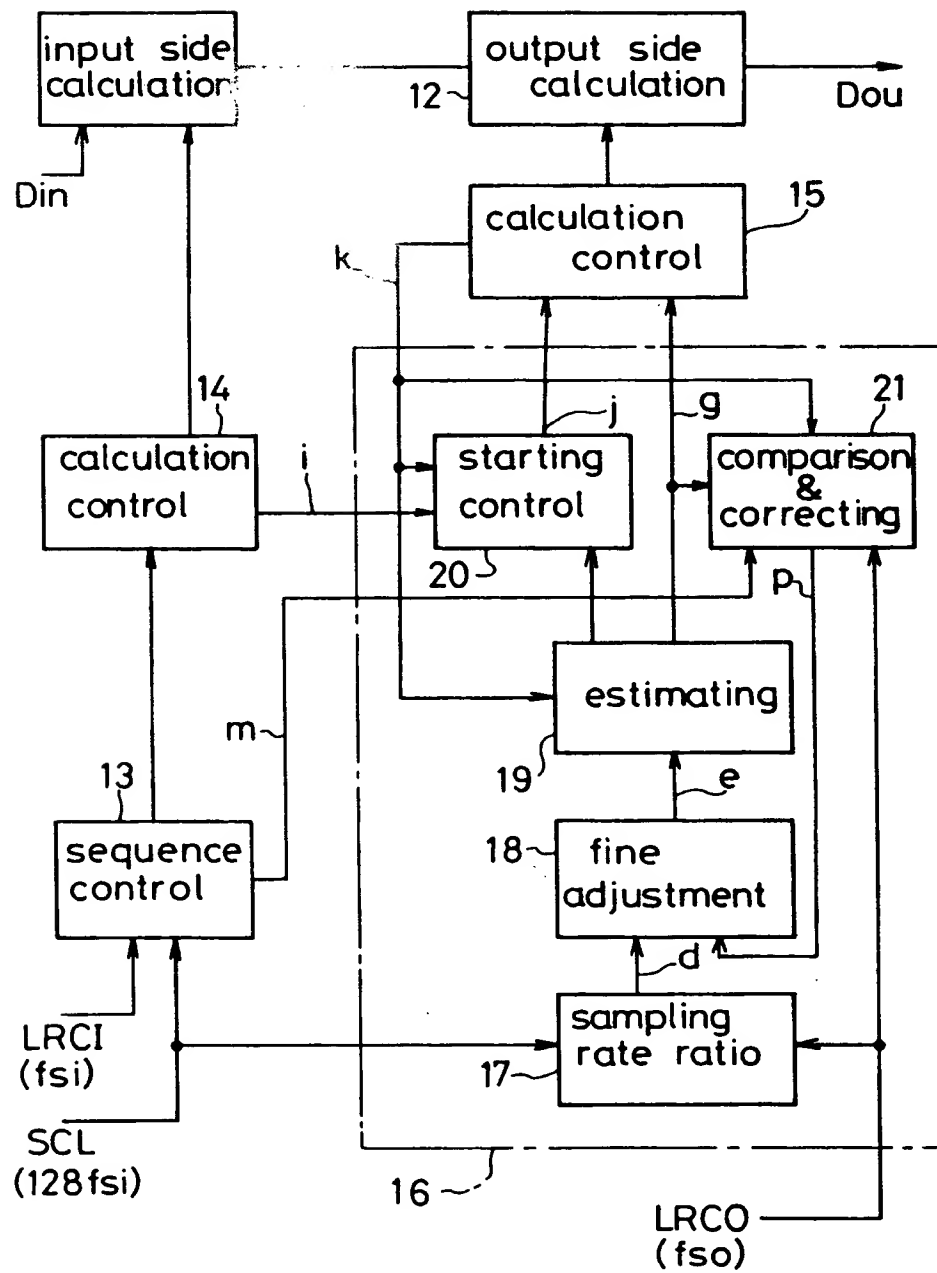 input side
calculation
output side
calculation
12
Dou
Din
calculation
control
15
k
14
j
g
21
calculation
control
i
starting
control
comparison
&
correcting
20
p
estimating
m
19
e
13
sequence
control
18
fine
adjustment
d
LRCI
(fsi)
sampling
rate ratio
17
SCL
(128fsi)
16
LRCO
(fso)